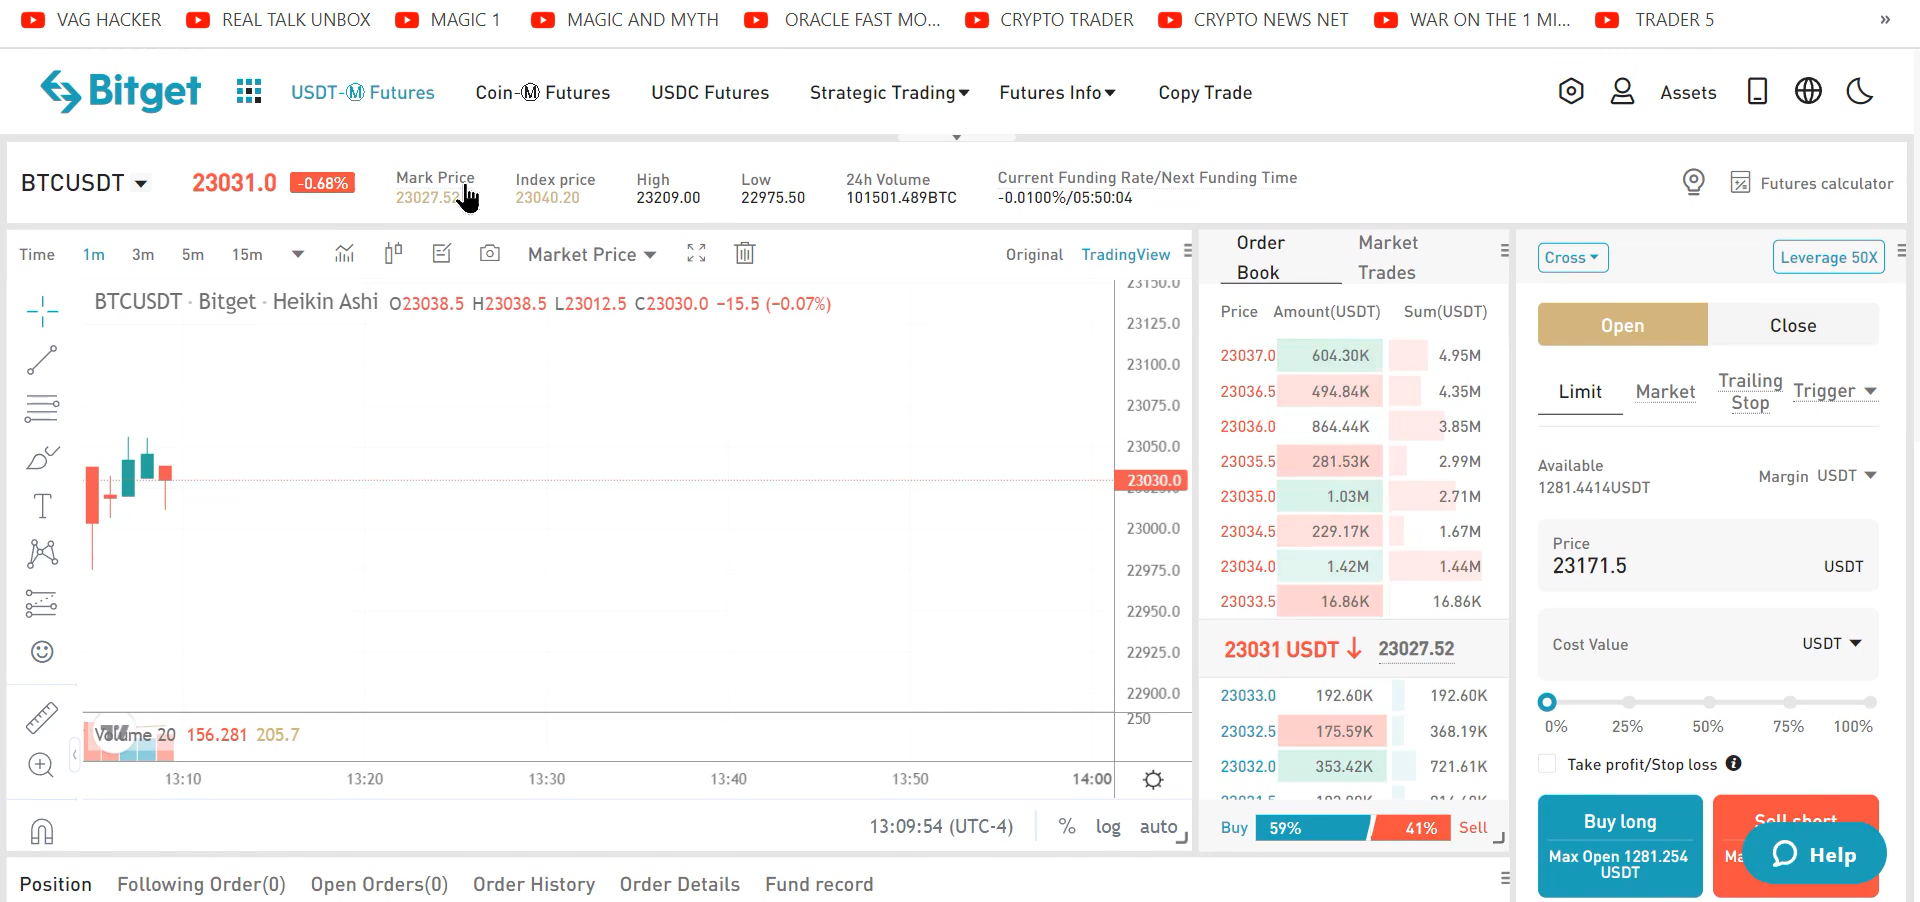 VAG HACKER REAL TALK UNBOX MAGIC 1 MAGIC AND MYTH ORACLE FAST MO... CRYPTO TRADER CRYPTO NEWS NET WAR ON THE 1 MI... TRADER 5 »
Bitget USDT-Ⓜ Futures Coin-Ⓜ Futures USDC Futures Strategic Trading Futures Info Copy Trade Assets
BTCUSDT 23031.0 -0.68%
Mark Price Index price High Low 24h Volume Current Funding Rate/Next Funding Time
23027.52 23040.20 23209.00 22975.50 101501.489BTC -0.0100%/05:50:04
Futures calculator
Time 1m 3m 5m 15m Market Price Original TradingView
BTCUSDT · Bitget · Heikin Ashi O23038.5 H23038.5 L23012.5 C23030.0 −15.5 (−0.07%)
23150.0
23125.0
23100.0
23075.0
23050.0
23030.0
23000.0
22975.0
22950.0
22925.0
22900.0
250
Volume 20 156.281 205.7
13:10 13:20 13:30 13:40 13:50 14:00
13:09:54 (UTC-4) % log auto
Order Book Market Trades
Price Amount(USDT) Sum(USDT)
23037.0 604.30K 4.95M
23036.5 494.84K 4.35M
23036.0 864.44K 3.85M
23035.5 281.53K 2.99M
23035.0 1.03M 2.71M
23034.5 229.17K 1.67M
23034.0 1.42M 1.44M
23033.5 16.86K 16.86K
23031 USDT ↓ 23027.52
23033.0 192.60K 192.60K
23032.5 175.59K 368.19K
23032.0 353.42K 721.61K
Buy 59% 41% Sell
Cross Leverage 50X
Open Close
Limit Market Trailing Stop Trigger
Available
1281.4414USDT
Margin USDT
Price
23171.5 USDT
Cost Value USDT
0% 25% 50% 75% 100%
Take profit/Stop loss
Buy long Sell short
Max Open 1281.254
USDT
Help
Position Following Order(0) Open Orders(0) Order History Order Details Fund record